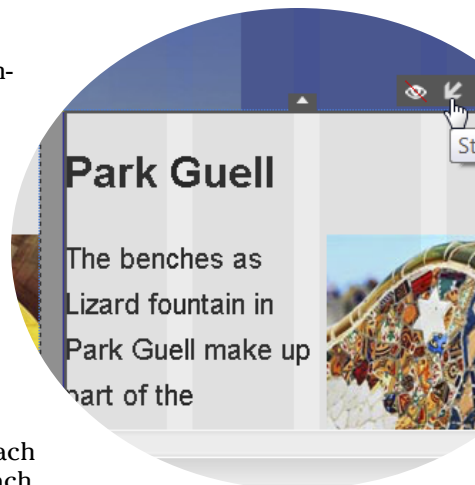 Park Guell
The benches as
Lizard fountain in
Park Guell make up
part of the